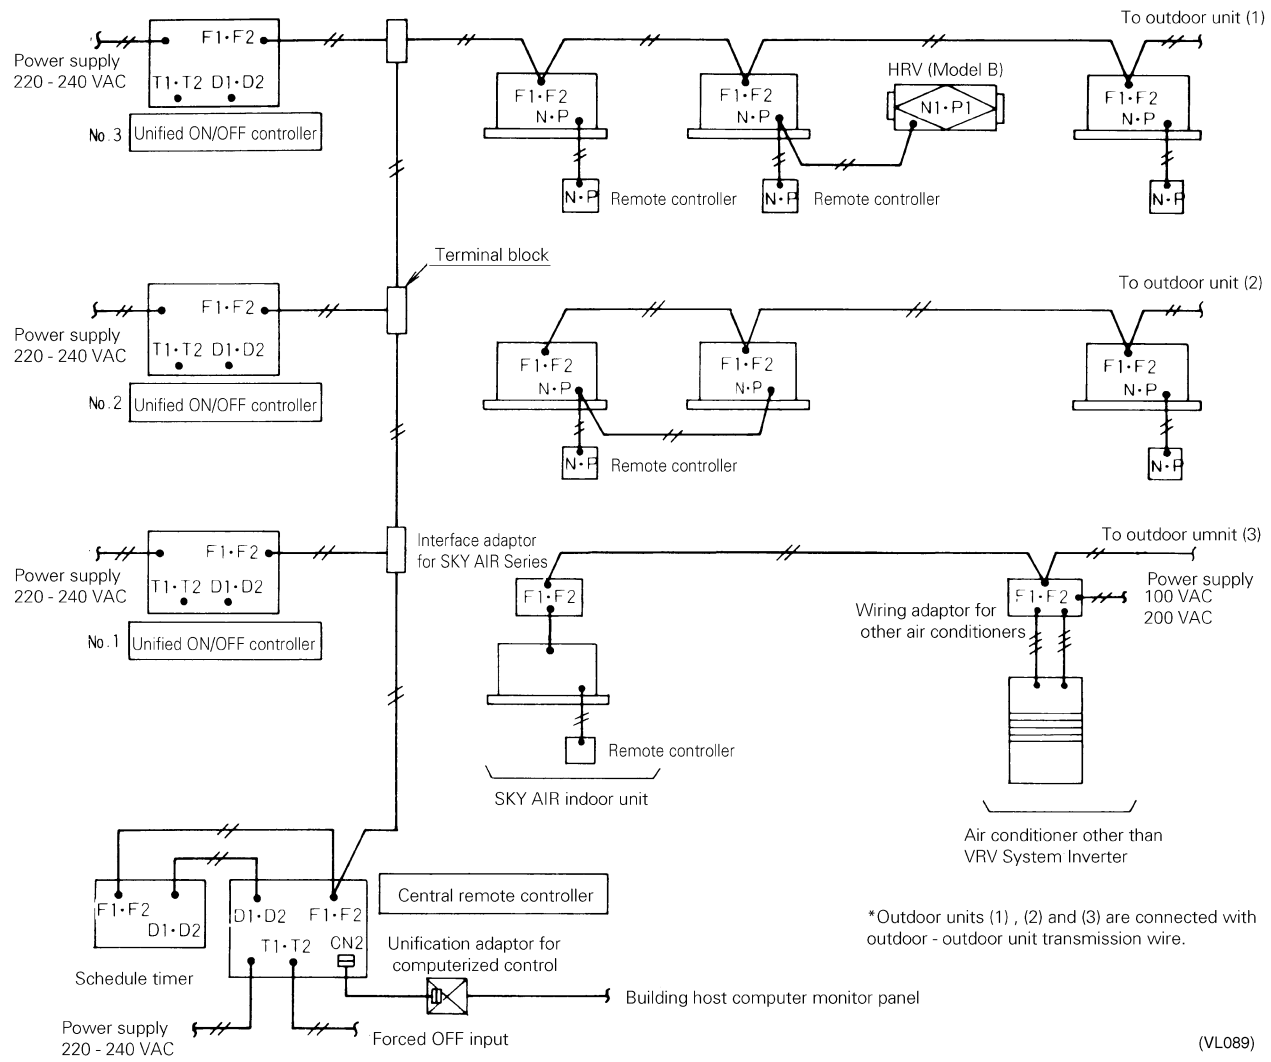 To outdoor unit (1)
F1·F2
Power supply
220 - 240 VAC
T1·T2 D1·D2
No.3 Unified ON/OFF controller
F1·F2
N·P
F1·F2
N·P
HRV (Model B)
N1·P1
F1·F2
N·P
N·P Remote controller
N·P Remote controller
N·P
Terminal block
To outdoor unit (2)
F1·F2
Power supply
220 - 240 VAC
T1·T2 D1·D2
No.2 Unified ON/OFF controller
F1·F2
N·P
F1·F2
N·P
F1·F2
N·P
N·P Remote controller
N·P
To outdoor umnit (3)
F1·F2
Interface adaptor
for SKY AIR Series
Power supply
220 - 240 VAC
T1·T2 D1·D2
No.1 Unified ON/OFF controller
F1·F2
F1·F2
Power supply
100 VAC
200 VAC
Wiring adaptor for
other air conditioners
Remote controller
SKY AIR indoor unit
Air conditioner other than
VRV System Inverter
F1·F2
D1·D2
Schedule timer
D1·D2 F1·F2
T1·T2 CN2
Central remote controller
Unification adaptor for
computerized control
Building host computer monitor panel
Power supply
220 - 240 VAC
Forced OFF input
*Outdoor units (1) , (2) and (3) are connected with
outdoor - outdoor unit transmission wire.
(VL089)